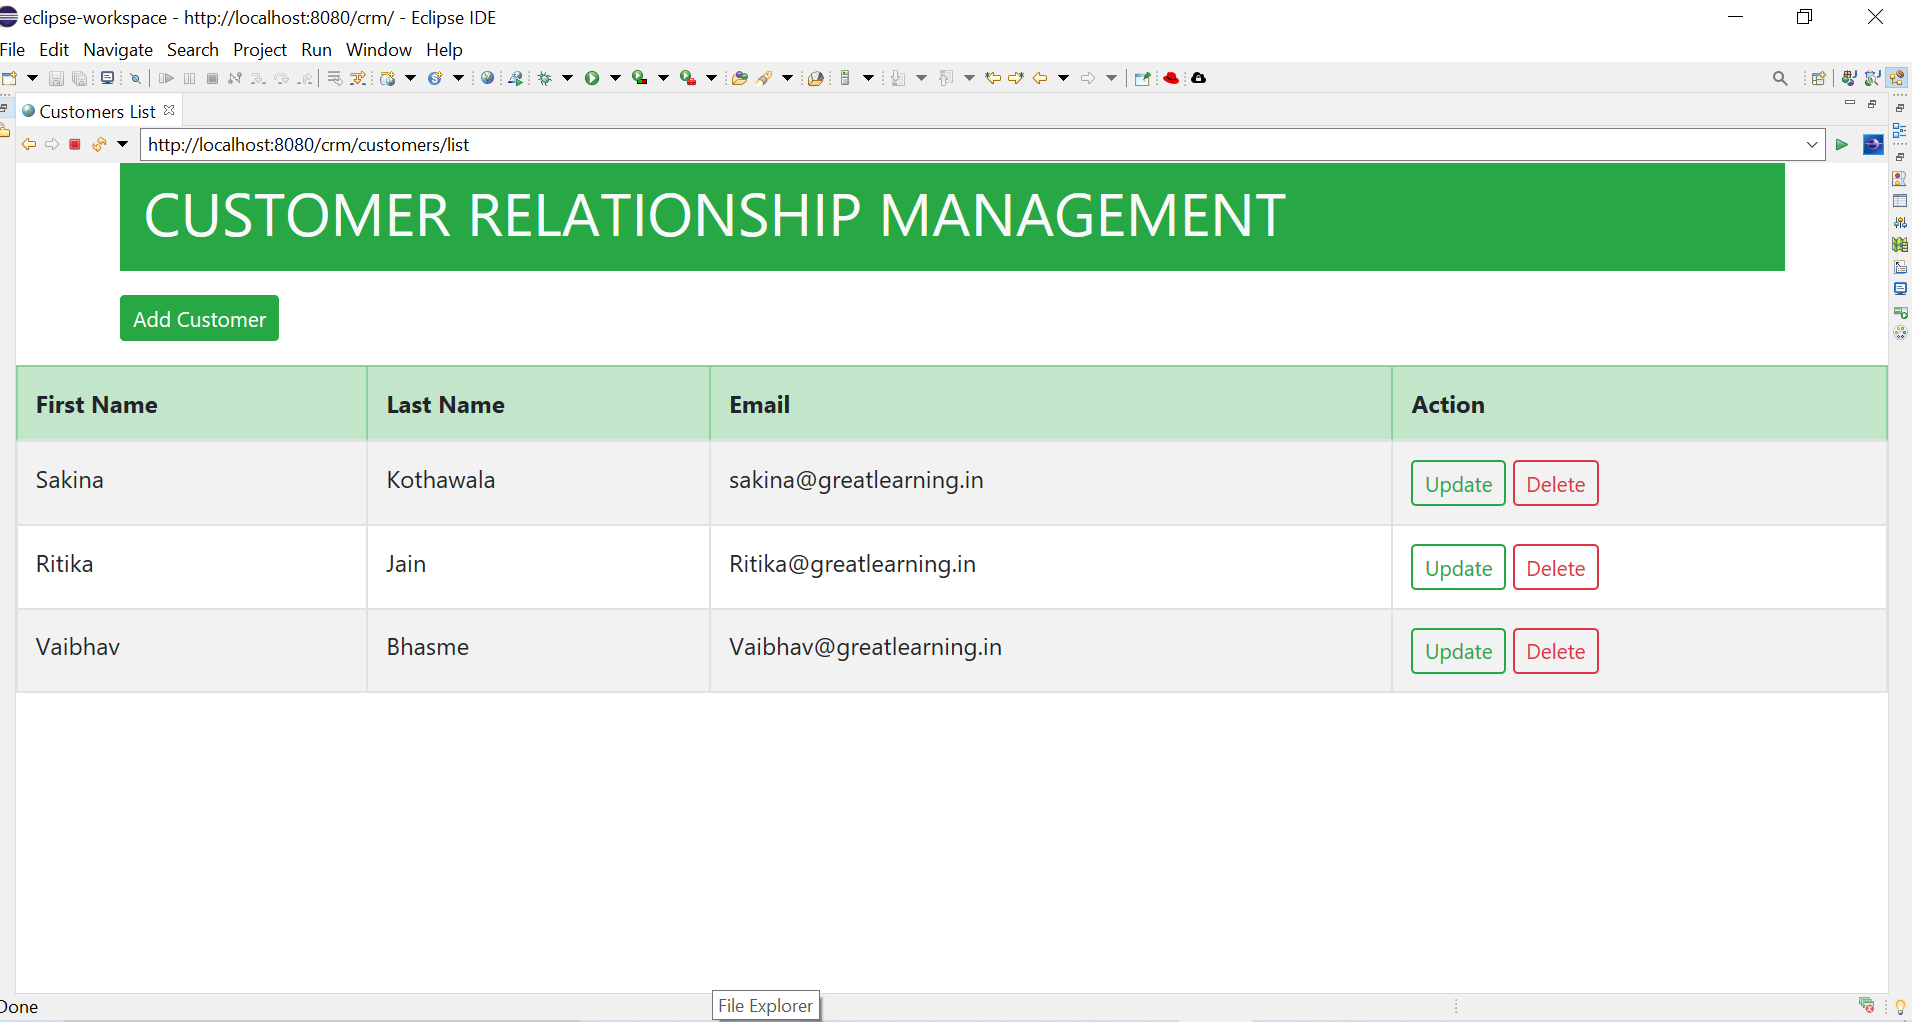 eclipse-workspace - http://localhost:8080/crm/ - Eclipse IDE
File Edit Navigate Search Project Run Window Help
Customers List
http://localhost:8080/crm/customers/list
CUSTOMER RELATIONSHIP MANAGEMENT
Add Customer
First Name Last Name Email Action
Sakina Kothawala sakina@greatlearning.in Update Delete
Ritika Jain Ritika@greatlearning.in Update Delete
Vaibhav Bhasme Vaibhav@greatlearning.in Update Delete
Done
File Explorer